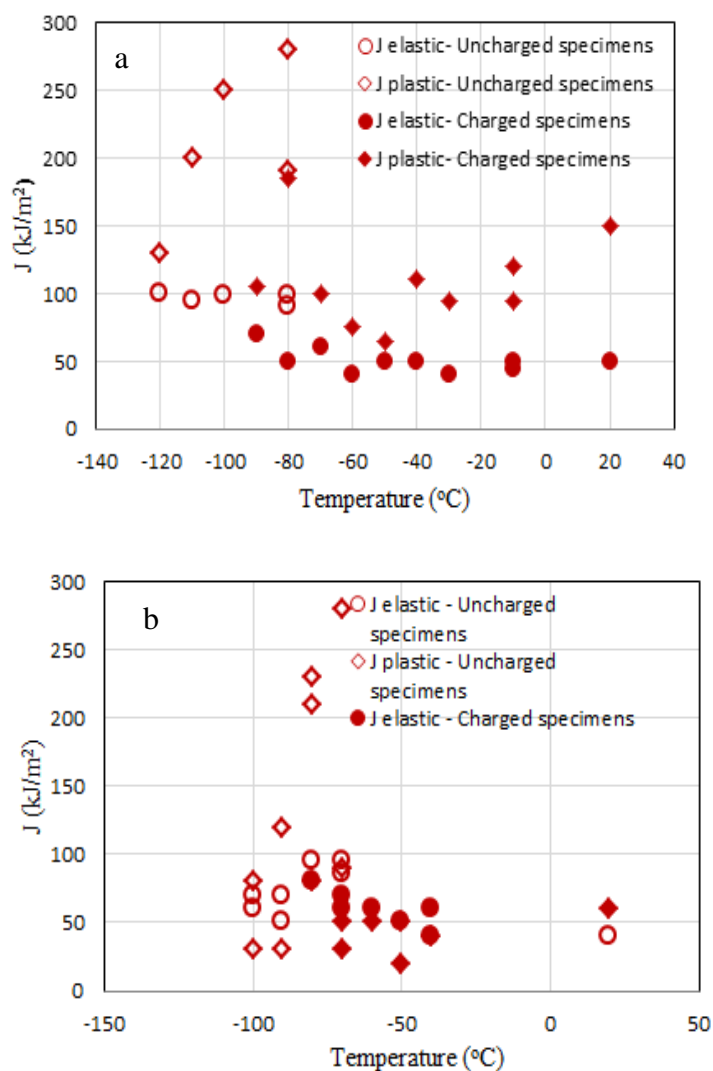 a
J elastic- Uncharged specimens
J plastic- Uncharged specimens
J elastic- Charged specimens
J plastic- Charged specimens
300
250
200
150
100
50
0
J (kJ/m²)
-140 -120 -100 -80 -60 -40 -20 0 20 40
Temperature (°C)
b
J elastic - Uncharged
specimens
J plastic - Uncharged
specimens
J elastic - Charged specimens
300
250
200
150
100
50
0
J (kJ/m²)
-150 -100 -50 0 50
Temperature (°C)